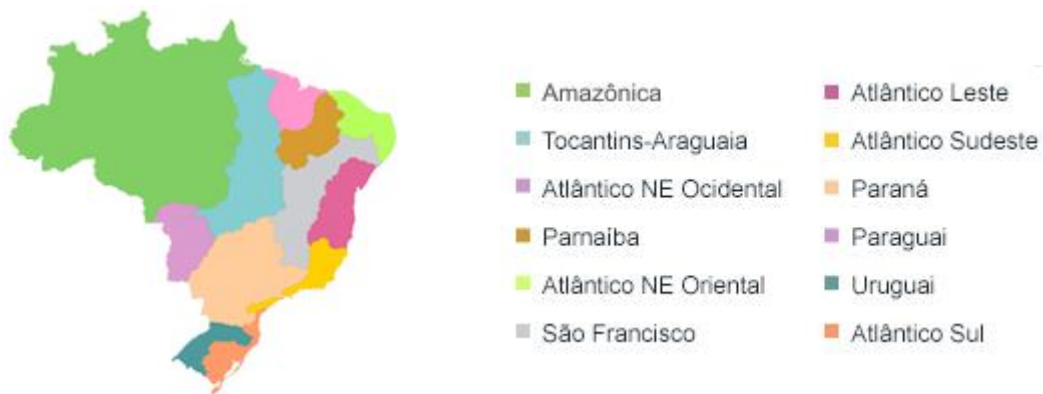 Amazônica
Tocantins-Araguaia
Atlântico NE Ocidental
Parnaíba
Atlântico NE Oriental
São Francisco
Atlântico Leste
Atlântico Sudeste
Paraná
Paraguai
Uruguai
Atlântico Sul